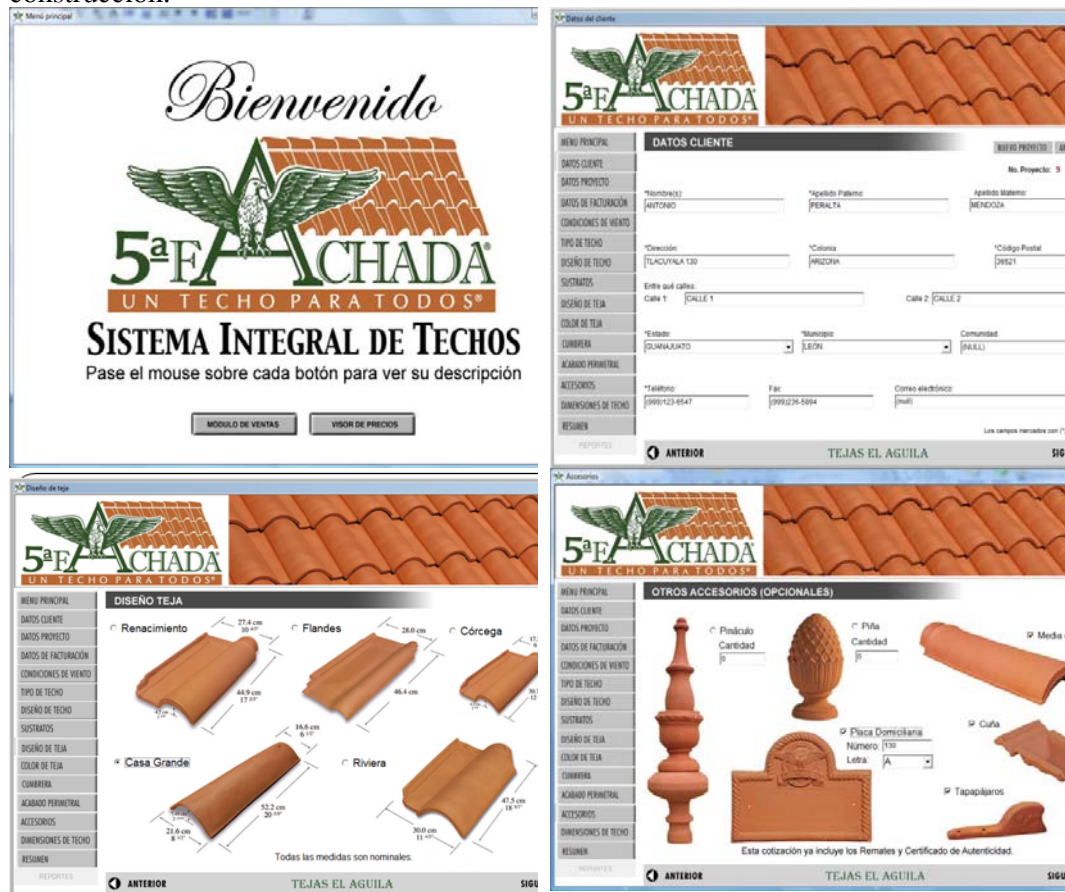 construcción.
Menú principal
Bienvenido
5ªFACHADA
UN TECHO PARA TODOS®
SISTEMA INTEGRAL DE TECHOS
Pase el mouse sobre cada botón para ver su descripción
MÓDULO DE VENTAS VISOR DE PRECIOS
Datos del cliente
5ªFACHADA
UN TECHO PARA TODOS®
MENU PRINCIPAL
DATOS CLIENTE
DATOS PROYECTO
DATOS DE FACTURACIÓN
CONDICIONES DE VIENTO
TIPO DE TECHO
DISEÑO DE TECHO
SUSTRATOS
DISEÑO DE TEJA
COLOR DE TEJA
CUMBRERA
ACABADO PERIMETRAL
ACCESORIOS
DIMENSIONES DE TECHO
RESUMEN
REPORTES
DATOS CLIENTE
NUEVO PROYECTO
No. Proyecto: 9
*Nombre(s): *Apellido Paterno: Apellido Materno:
ANTONIO PERALTA MENDOZA
*Dirección: *Colonia: *Código Postal:
TLACUYALA 130 ARIZONA 36521
Entre qué calles:
Calle 1: CALLE 1 Calle 2: CALLE 2
*Estado: *Municipio: Comunidad:
GUANAJUATO LEÓN (NULL)
*Teléfono: Fax: Correo electrónico:
(999)123-6547 (999)236-5894 (null)
Los campos marcados con (*)
ANTERIOR TEJAS EL AGUILA SIG
Diseño de teja
5ªFACHADA
UN TECHO PARA TODOS®
MENU PRINCIPAL
DATOS CLIENTE
DATOS PROYECTO
DATOS DE FACTURACIÓN
CONDICIONES DE VIENTO
TIPO DE TECHO
DISEÑO DE TECHO
SUSTRATOS
DISEÑO DE TEJA
COLOR DE TEJA
CUMBRERA
ACABADO PERIMETRAL
ACCESORIOS
DIMENSIONES DE TECHO
RESUMEN
REPORTES
DISEÑO TEJA
Renacimiento
27.4 cm
44.9 cm
Flandes
28.0 cm
46.4 cm
Córcega
Casa Grande
16.6 cm
52.2 cm
21.6 cm
Riviera
47.5 cm
30.0 cm
Todas las medidas son nominales.
ANTERIOR TEJAS EL AGUILA SIGU
Accesorios
5ªFACHADA
UN TECHO PARA TODOS®
MENU PRINCIPAL
DATOS CLIENTE
DATOS PROYECTO
DATOS DE FACTURACIÓN
CONDICIONES DE VIENTO
TIPO DE TECHO
DISEÑO DE TECHO
SUSTRATOS
DISEÑO DE TEJA
COLOR DE TEJA
CUMBRERA
ACABADO PERIMETRAL
ACCESORIOS
DIMENSIONES DE TECHO
RESUMEN
REPORTES
OTROS ACCESORIOS (OPCIONALES)
Pináculo
Cantidad
0
Piña
Cantidad
0
Media
Cuña
Placa Domiciliaria
Número: 130
Letra: A
Tapapájaros
Esta cotización ya incluye los Remates y Certificado de Autenticidad.
ANTERIOR TEJAS EL AGUILA SIGU